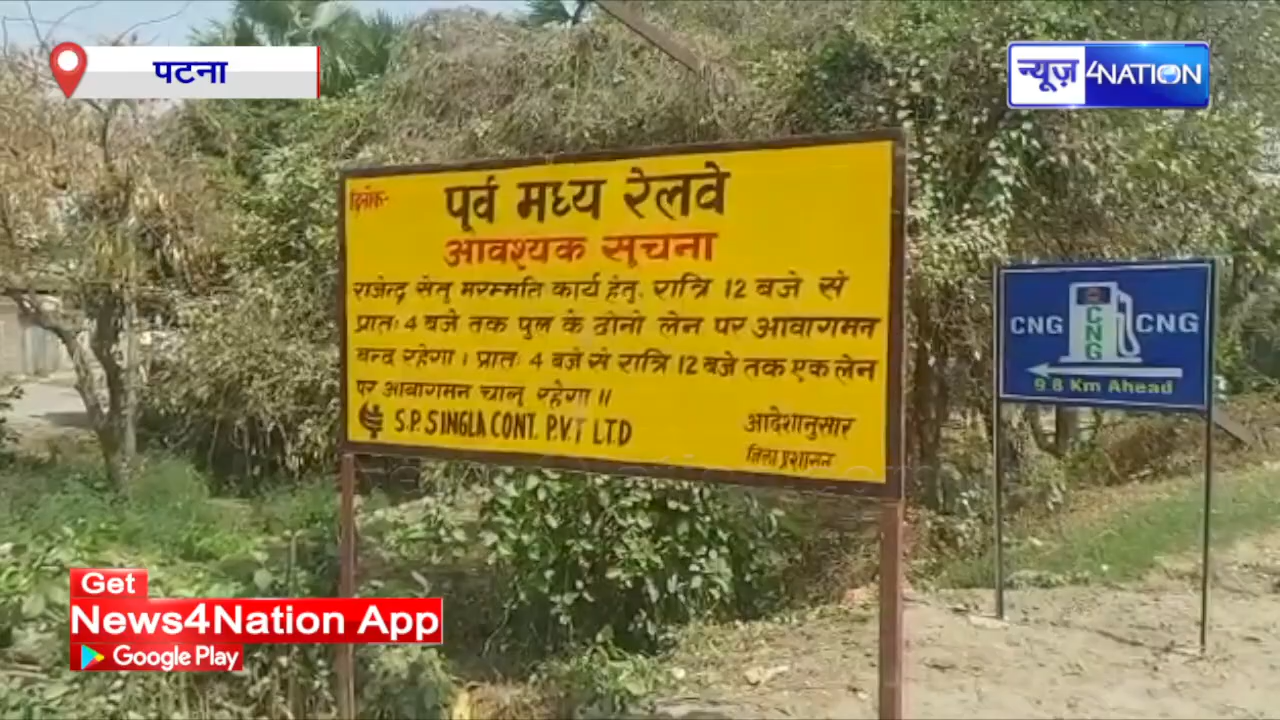 पटना
न्यूज़ 4NATION
दिनांक-
पूर्व मध्य रेलवे
आवश्यक सूचना
राजेन्द्र सेतु मरम्मति कार्य हेतु, रात्रि 12 बजे से
प्रातः 4 बजे तक पुल के दोनो लेन पर आवागमन
बन्द रहेगा । प्रातः 4 बजे से रात्रि 12 बजे तक एक लेन
पर आवागमन चालु रहेगा ॥
S.P. SINGLA CONT. P.V.T LTD
आदेशानुसार
जिला प्रशासन
CNG CNG CNG
9.8 Km Ahead
Get
News4Nation App
Google Play